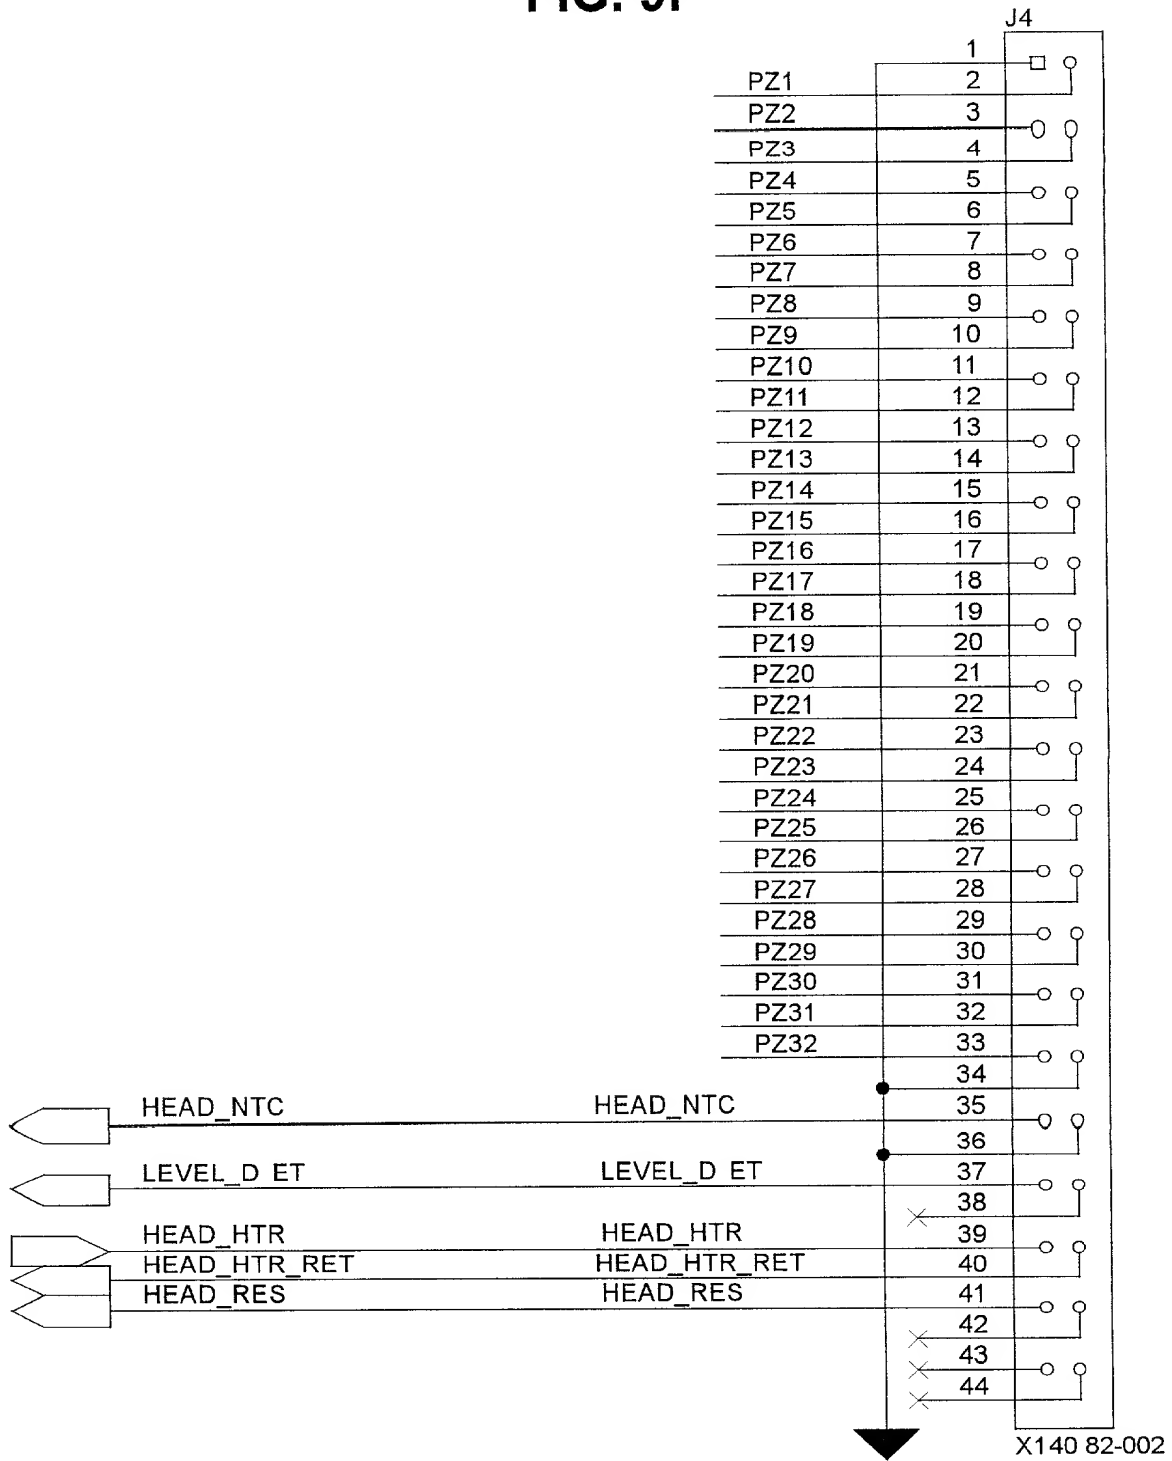 J4
1
PZ1 2
PZ2 3
PZ3 4
PZ4 5
PZ5 6
PZ6 7
PZ7 8
PZ8 9
PZ9 10
PZ10 11
PZ11 12
PZ12 13
PZ13 14
PZ14 15
PZ15 16
PZ16 17
PZ17 18
PZ18 19
PZ19 20
PZ20 21
PZ21 22
PZ22 23
PZ23 24
PZ24 25
PZ25 26
PZ26 27
PZ27 28
PZ28 29
PZ29 30
PZ30 31
PZ31 32
PZ32 33
34
HEAD_NTC HEAD_NTC 35
36
LEVEL_D ET LEVEL_D ET 37
38
HEAD_HTR HEAD_HTR 39
HEAD_HTR_RET HEAD_HTR_RET 40
HEAD_RES HEAD_RES 41
42
43
44
X140 82-002